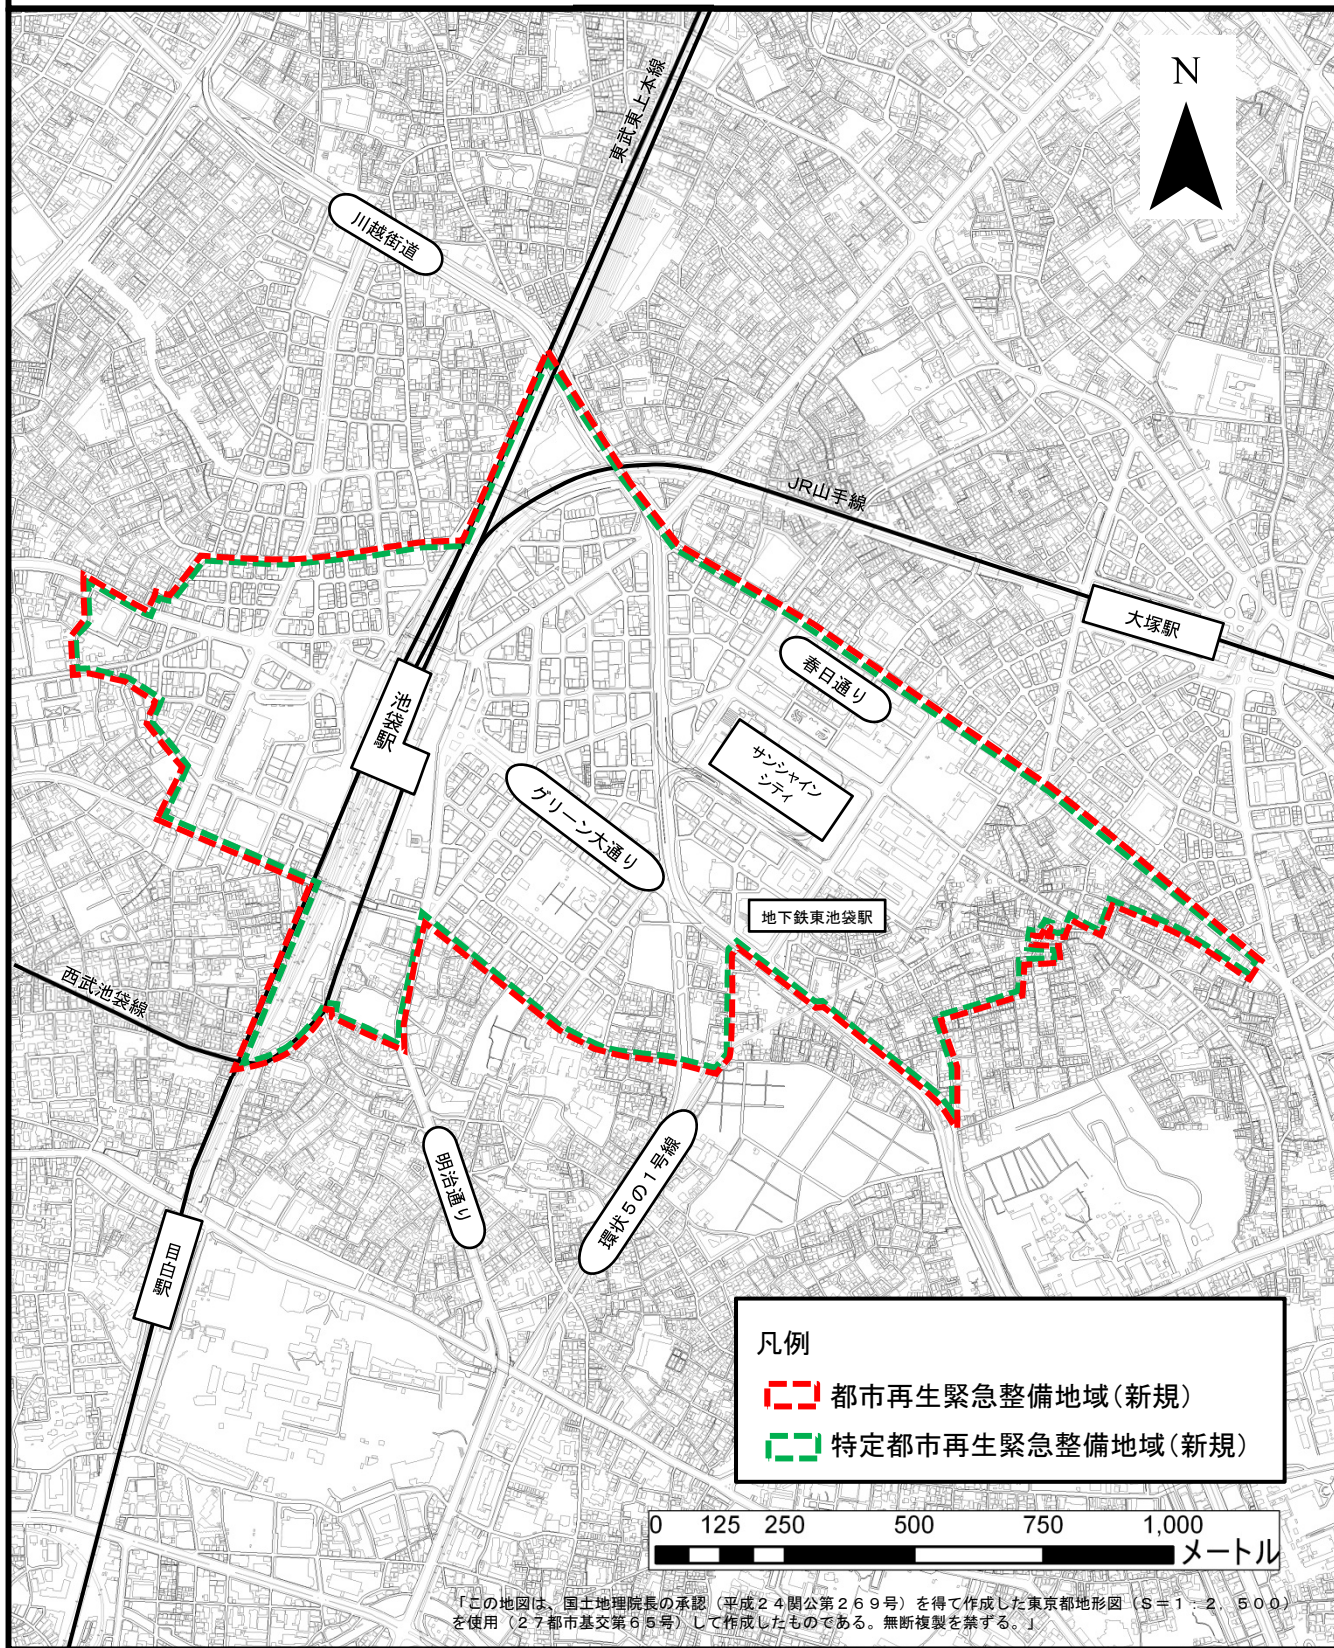 N
東武東上本線
川越街道
JR山手線
大塚駅
春日通り
池袋駅
サンシャイン
シティ
グリーン大通り
地下鉄東池袋駅
西武池袋線
明治通り
環状5の1号線
目白駅
凡例
都市再生緊急整備地域(新規)
特定都市再生緊急整備地域(新規)
0 125 250 500 750 1,000
メートル
「この地図は、国土地理院長の承認(平成24関公第269号)を得て作成した東京都地形図(S=1:2,500)
を使用(27都市基交第65号)して作成したものである。無断複製を禁ずる。」